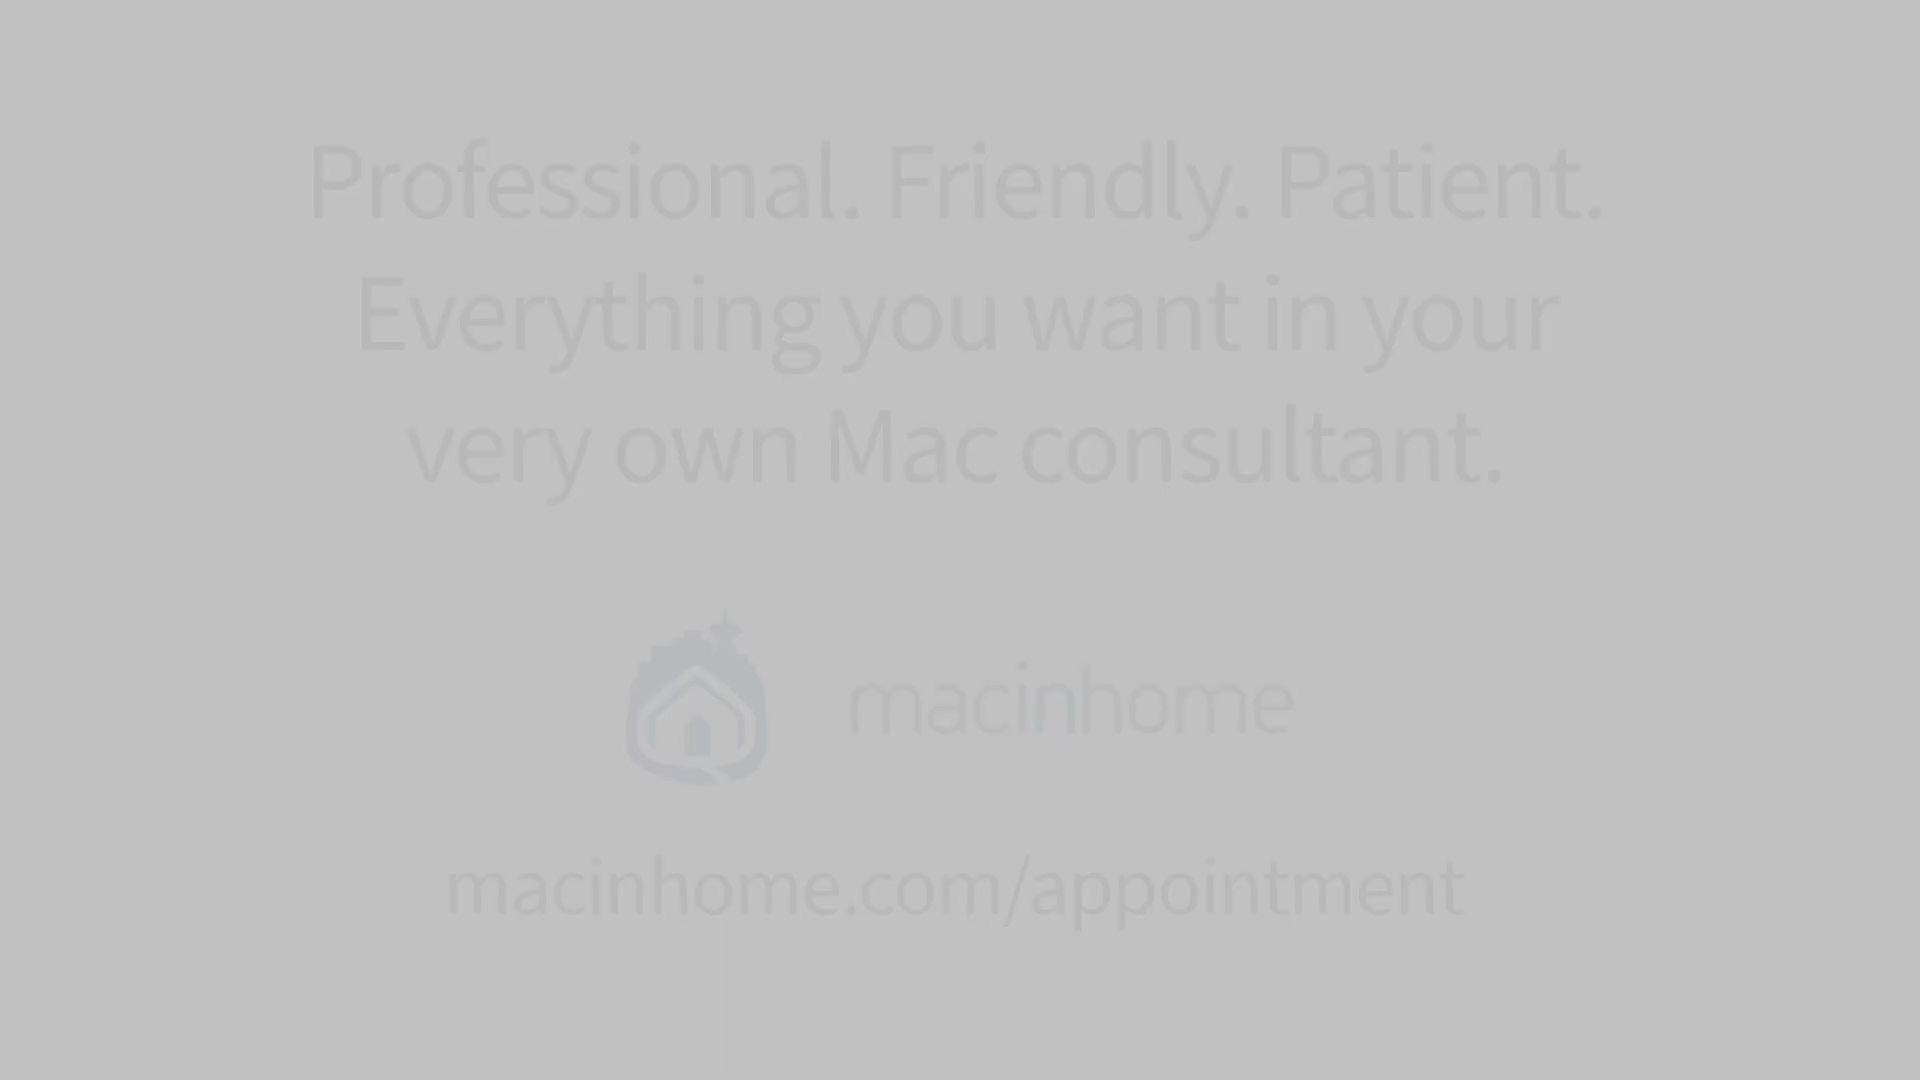 Professional. Friendly. Patient.
Everything you want in your
very own Mac consultant.
macinhome
macinhome.com/appointment